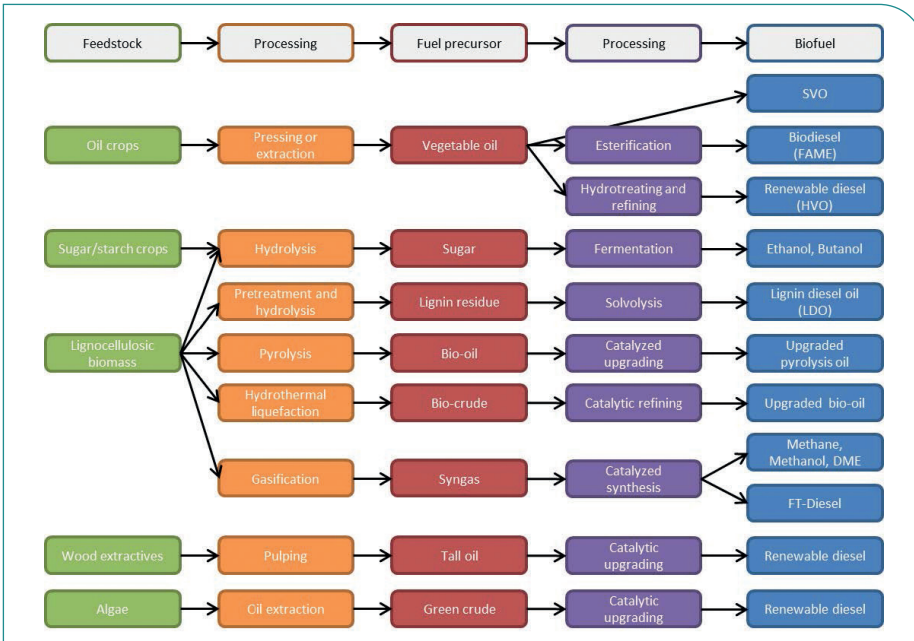 Feedstock
Processing
Fuel precursor
Processing
Biofuel
SVO
Oil crops
Pressing or
extraction
Vegetable oil
Esterification
Biodiesel
(FAME)
Hydrotreating and
refining
Renewable diesel
(HVO)
Sugar/starch crops
Hydrolysis
Sugar
Fermentation
Ethanol, Butanol
Pretreatment and
hydrolysis
Lignin residue
Solvolysis
Lignin diesel oil
(LDO)
Lignocellulosic
biomass
Pyrolysis
Bio-oil
Catalyzed
upgrading
Upgraded
pyrolysis oil
Hydrothermal
liquefaction
Bio-crude
Catalytic refining
Upgraded bio-oil
Gasification
Syngas
Catalyzed
synthesis
Methane,
Methanol, DME
FT-Diesel
Wood extractives
Pulping
Tall oil
Catalytic
upgrading
Renewable diesel
Algae
Oil extraction
Green crude
Catalytic
upgrading
Renewable diesel